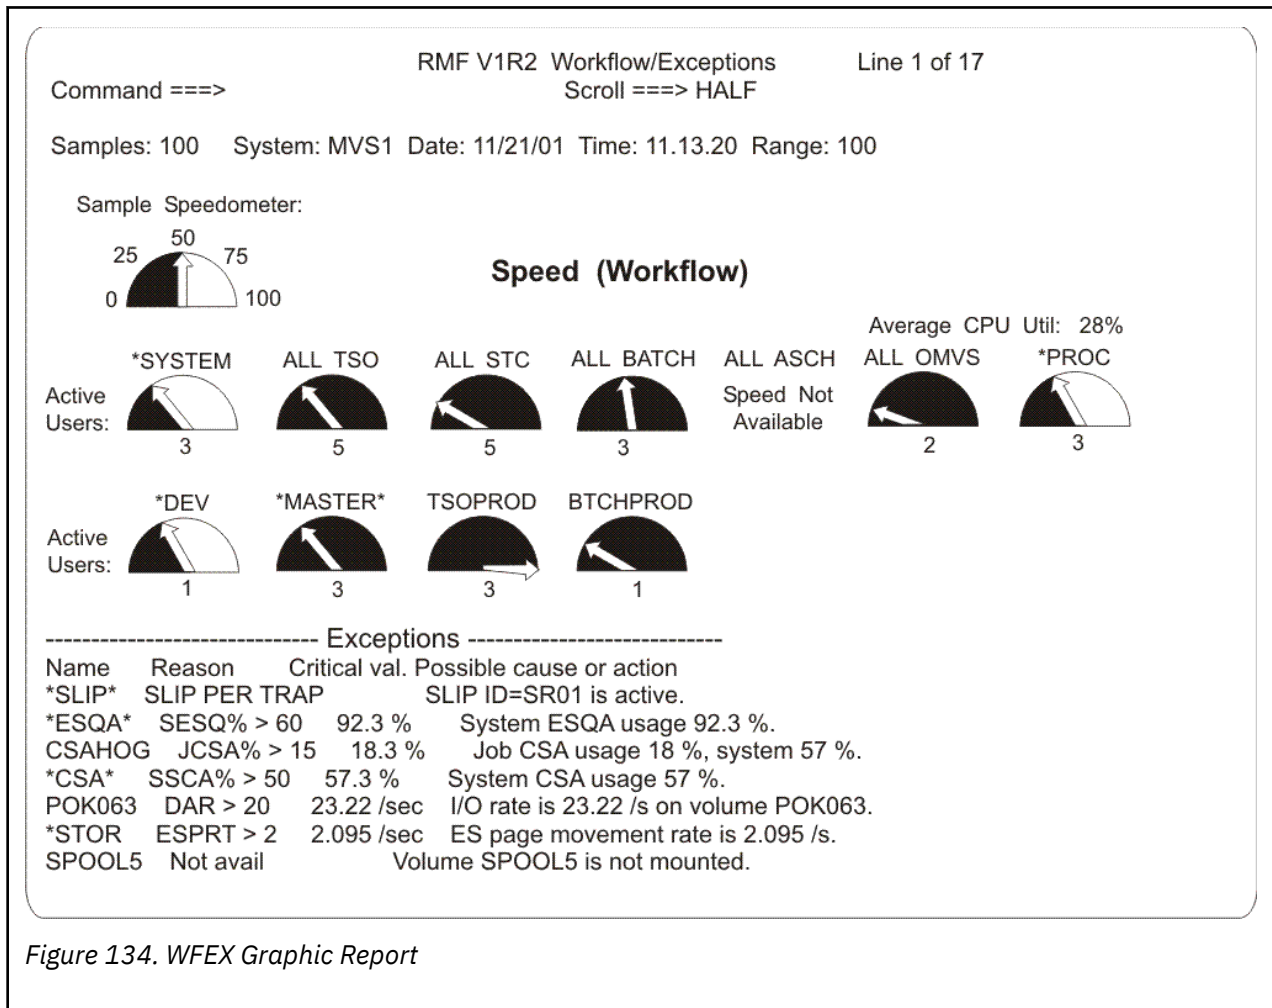 RMF V1R2 Workflow/Exceptions Line 1 of 17
Command ===> Scroll ===> HALF
Samples: 100 System: MVS1 Date: 11/21/01 Time: 11.13.20 Range: 100
Sample Speedometer:
0 25 50 75 100
Speed (Workflow)
Average CPU Util: 28%
*SYSTEM ALL TSO ALL STC ALL BATCH ALL ASCH ALL OMVS *PROC
Active Speed Not
Users: Available
3 5 5 3 2 3
*DEV *MASTER* TSOPROD BTCHPROD
Active
Users:
1 3 3 1
------------------------------ Exceptions ----------------------------
Name Reason Critical val. Possible cause or action
*SLIP* SLIP PER TRAP SLIP ID=SR01 is active.
*ESQA* SESQ% > 60 92.3 % System ESQA usage 92.3 %.
CSAHOG JCSA% > 15 18.3 % Job CSA usage 18 %, system 57 %.
*CSA* SSCA% > 50 57.3 % System CSA usage 57 %.
POK063 DAR > 20 23.22 /sec I/O rate is 23.22 /s on volume POK063.
*STOR ESPRT > 2 2.095 /sec ES page movement rate is 2.095 /s.
SPOOL5 Not avail Volume SPOOL5 is not mounted.
Figure 134. WFEX Graphic Report